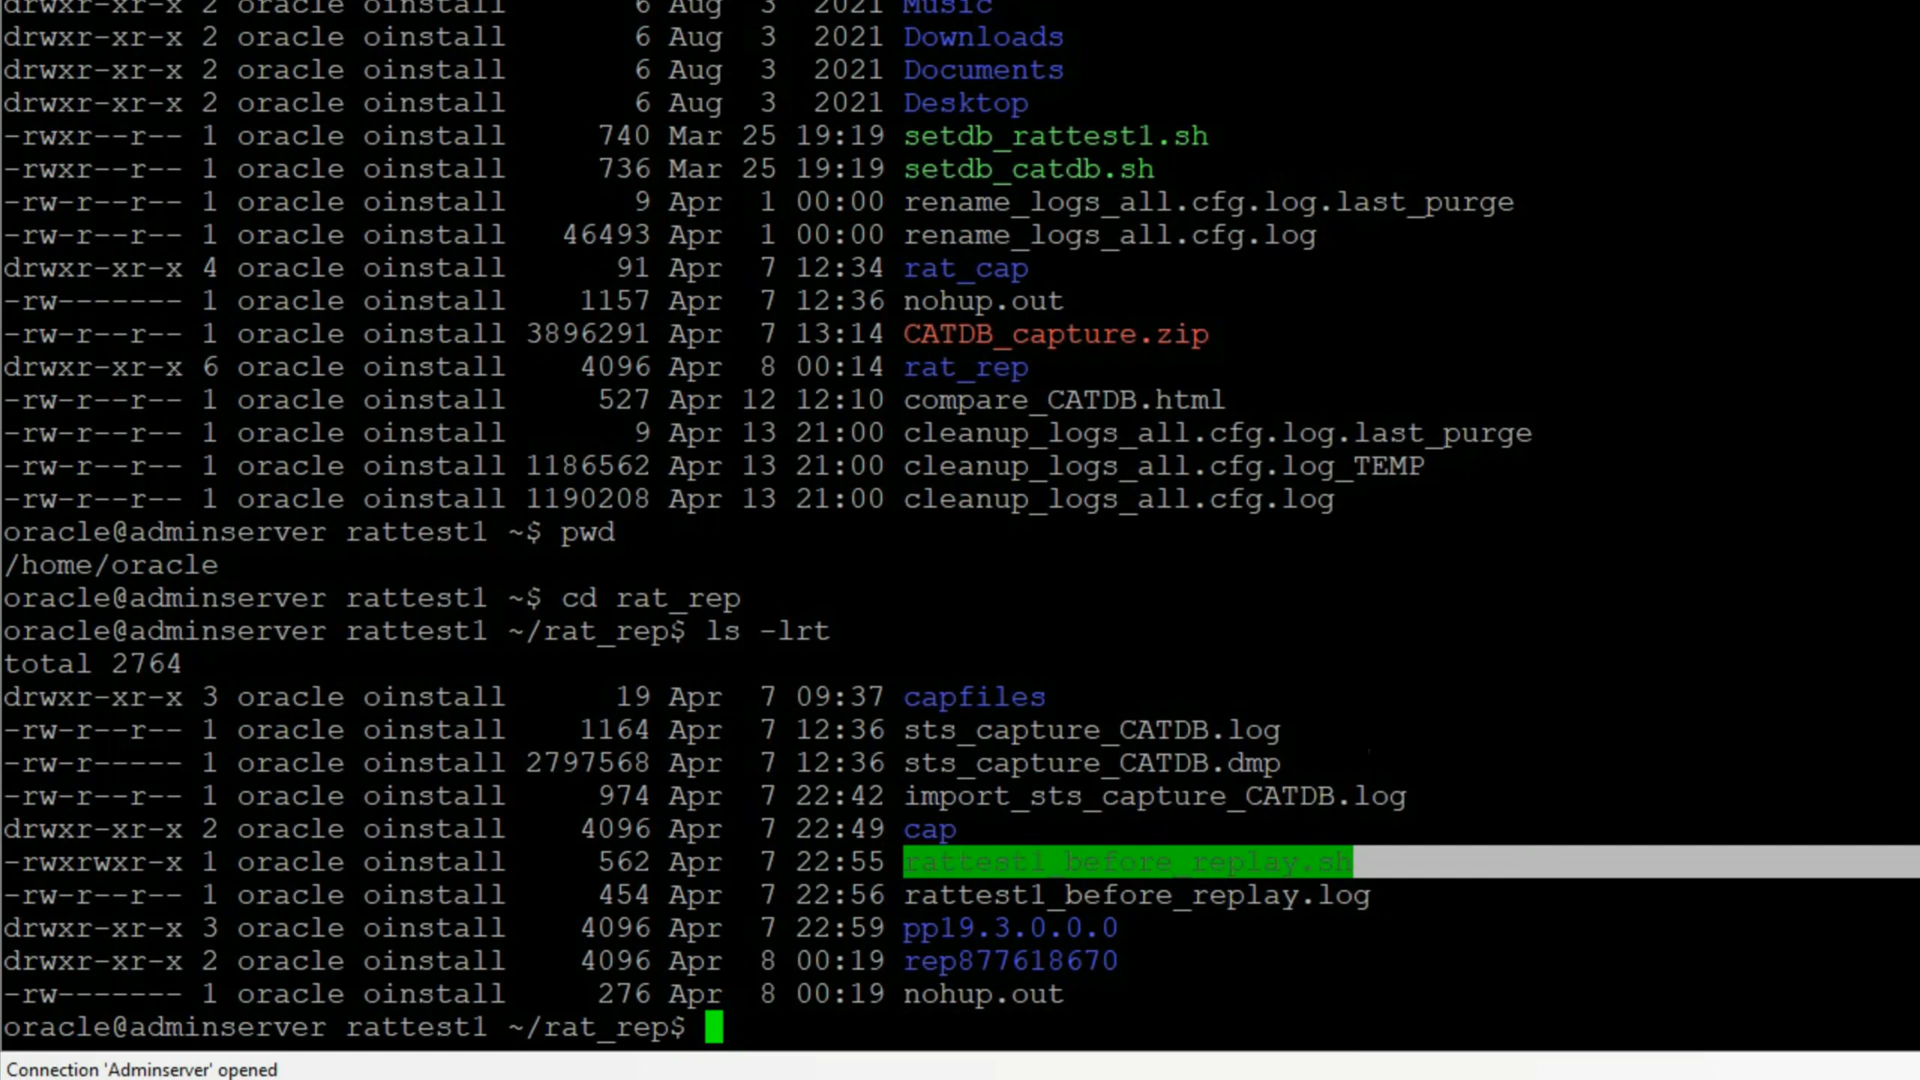 drwxr-xr-x 2 oracle oinstall       6 Aug  3  2021 Music
drwxr-xr-x 2 oracle oinstall       6 Aug  3  2021 Downloads
drwxr-xr-x 2 oracle oinstall       6 Aug  3  2021 Documents
drwxr-xr-x 2 oracle oinstall       6 Aug  3  2021 Desktop
-rwxr--r-- 1 oracle oinstall     740 Mar 25 19:19 setdb_rattest1.sh
-rwxr--r-- 1 oracle oinstall     736 Mar 25 19:19 setdb_catdb.sh
-rw-r--r-- 1 oracle oinstall       9 Apr  1 00:00 rename_logs_all.cfg.log.last_purge
-rw-r--r-- 1 oracle oinstall   46493 Apr  1 00:00 rename_logs_all.cfg.log
drwxr-xr-x 4 oracle oinstall      91 Apr  7 12:34 rat_cap
-rw------- 1 oracle oinstall    1157 Apr  7 12:36 nohup.out
-rw-r--r-- 1 oracle oinstall 3896291 Apr  7 13:14 CATDB_capture.zip
drwxr-xr-x 6 oracle oinstall    4096 Apr  8 00:14 rat_rep
-rw-r--r-- 1 oracle oinstall     527 Apr 12 12:10 compare_CATDB.html
-rw-r--r-- 1 oracle oinstall       9 Apr 13 21:00 cleanup_logs_all.cfg.log.last_purge
-rw-r--r-- 1 oracle oinstall 1186562 Apr 13 21:00 cleanup_logs_all.cfg.log_TEMP
-rw-r--r-- 1 oracle oinstall 1190208 Apr 13 21:00 cleanup_logs_all.cfg.log
oracle@adminserver rattest1 ~$ pwd
/home/oracle
oracle@adminserver rattest1 ~$ cd rat_rep
oracle@adminserver rattest1 ~/rat_rep$ ls -lrt
total 2764
drwxr-xr-x 3 oracle oinstall      19 Apr  7 09:37 capfiles
-rw-r--r-- 1 oracle oinstall    1164 Apr  7 12:36 sts_capture_CATDB.log
-rw-r----- 1 oracle oinstall 2797568 Apr  7 12:36 sts_capture_CATDB.dmp
-rw-r--r-- 1 oracle oinstall     974 Apr  7 22:42 import_sts_capture_CATDB.log
drwxr-xr-x 2 oracle oinstall    4096 Apr  7 22:49 cap
-rwxrwxr-x 1 oracle oinstall     562 Apr  7 22:55 rattest1_before_replay.sh
-rw-r--r-- 1 oracle oinstall     454 Apr  7 22:56 rattest1_before_replay.log
drwxr-xr-x 3 oracle oinstall    4096 Apr  7 22:59 pp19.3.0.0.0
drwxr-xr-x 2 oracle oinstall    4096 Apr  8 00:19 rep877618670
-rw------- 1 oracle oinstall     276 Apr  8 00:19 nohup.out
oracle@adminserver rattest1 ~/rat_rep$
Connection 'Adminserver' opened